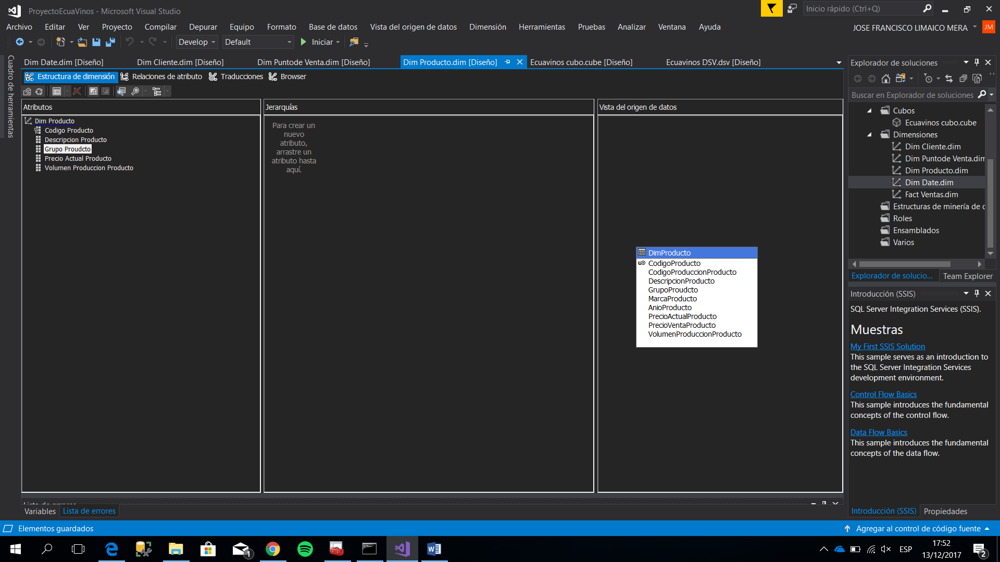 ProyectoEcuaVinos - Microsoft Visual Studio
Inicio rápido (Ctrl+Q)
Archivo Editar Ver Proyecto Compilar Depurar Equipo Formato Base de datos Vista del origen de datos Dimensión Herramientas Pruebas Analizar Ventana Ayuda
JOSE FRANCISCO LIMAICO MERA JM
Develop Default Iniciar
Cuadro de herramientas
Dim Date.dim [Diseño] Dim Cliente.dim [Diseño] Dim Puntode Venta.dim [Diseño] Dim Producto.dim [Diseño] Ecuavinos cubo.cube [Diseño] Ecuavinos DSV.dsv [Diseño]
Estructura de dimensión Relaciones de atributo Traducciones Browser
Atributos
Dim Producto
Codigo Producto
Descripcion Producto
Grupo Proudcto
Precio Actual Producto
Volumen Produccion Producto
Jerarquías
Para crear un
nuevo
atributo,
arrastre un
atributo hasta
aquí.
Vista del origen de datos
DimProducto
CodigoProducto
CodigoProduccionProducto
DescripcionProducto
GrupoProudcto
MarcaProducto
AnioProducto
PrecioActualProducto
PrecioVentaProducto
VolumenProduccionProducto
Explorador de soluciones
Buscar en Explorador de soluciones
Cubos
Ecuavinos cubo.cube
Dimensiones
Dim Cliente.dim
Dim Puntode Venta.dim
Dim Producto.dim
Dim Date.dim
Fact Ventas.dim
Estructuras de minería de
Roles
Ensamblados
Varios
Explorador de solucio... Team Explorer
Introducción (SSIS)
SQL Server Integration Services (SSIS).
Muestras
My First SSIS Solution
This sample serves as an introduction to
the SQL Server Integration Services
development environment.
Control Flow Basics
This sample introduces the fundamental
concepts of the control flow.
Data Flow Basics
This sample introduces the fundamental
concepts of the data flow.
Introducción (SSIS) Propiedades
Lista de errores
Variables Lista de errores
Elementos guardados
Agregar al control de código fuente
1
ESP
17:52
13/12/2017
2